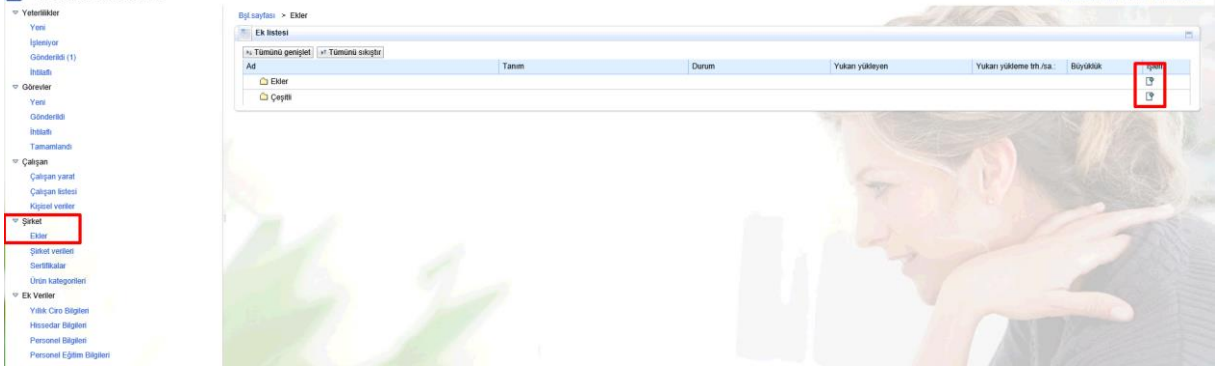 Yeterlilikler
Yeni
İşleniyor
Gönderildi (1)
İhtilaflı
Görevler
Yeni
Gönderildi
İhtilaflı
Tamamlandı
Çalışan
Çalışan yarat
Çalışan listesi
Kişisel veriler
Şirket
Ekler
Şirket verileri
Sertifikalar
Ürün kategorileri
Ek Veriler
Yıllık Ciro Bilgileri
Hissedar Bilgileri
Personel Bilgileri
Personel Eğitim Bilgileri
Bşl.sayfası > Ekler
Ek listesi
Tümünü genişlet Tümünü sıkıştır
Ad Tanım Durum Yukarı yükleyen Yukarı yükleme trh./sa.: Büyüklük İşlem
Ekler
Çeşitli